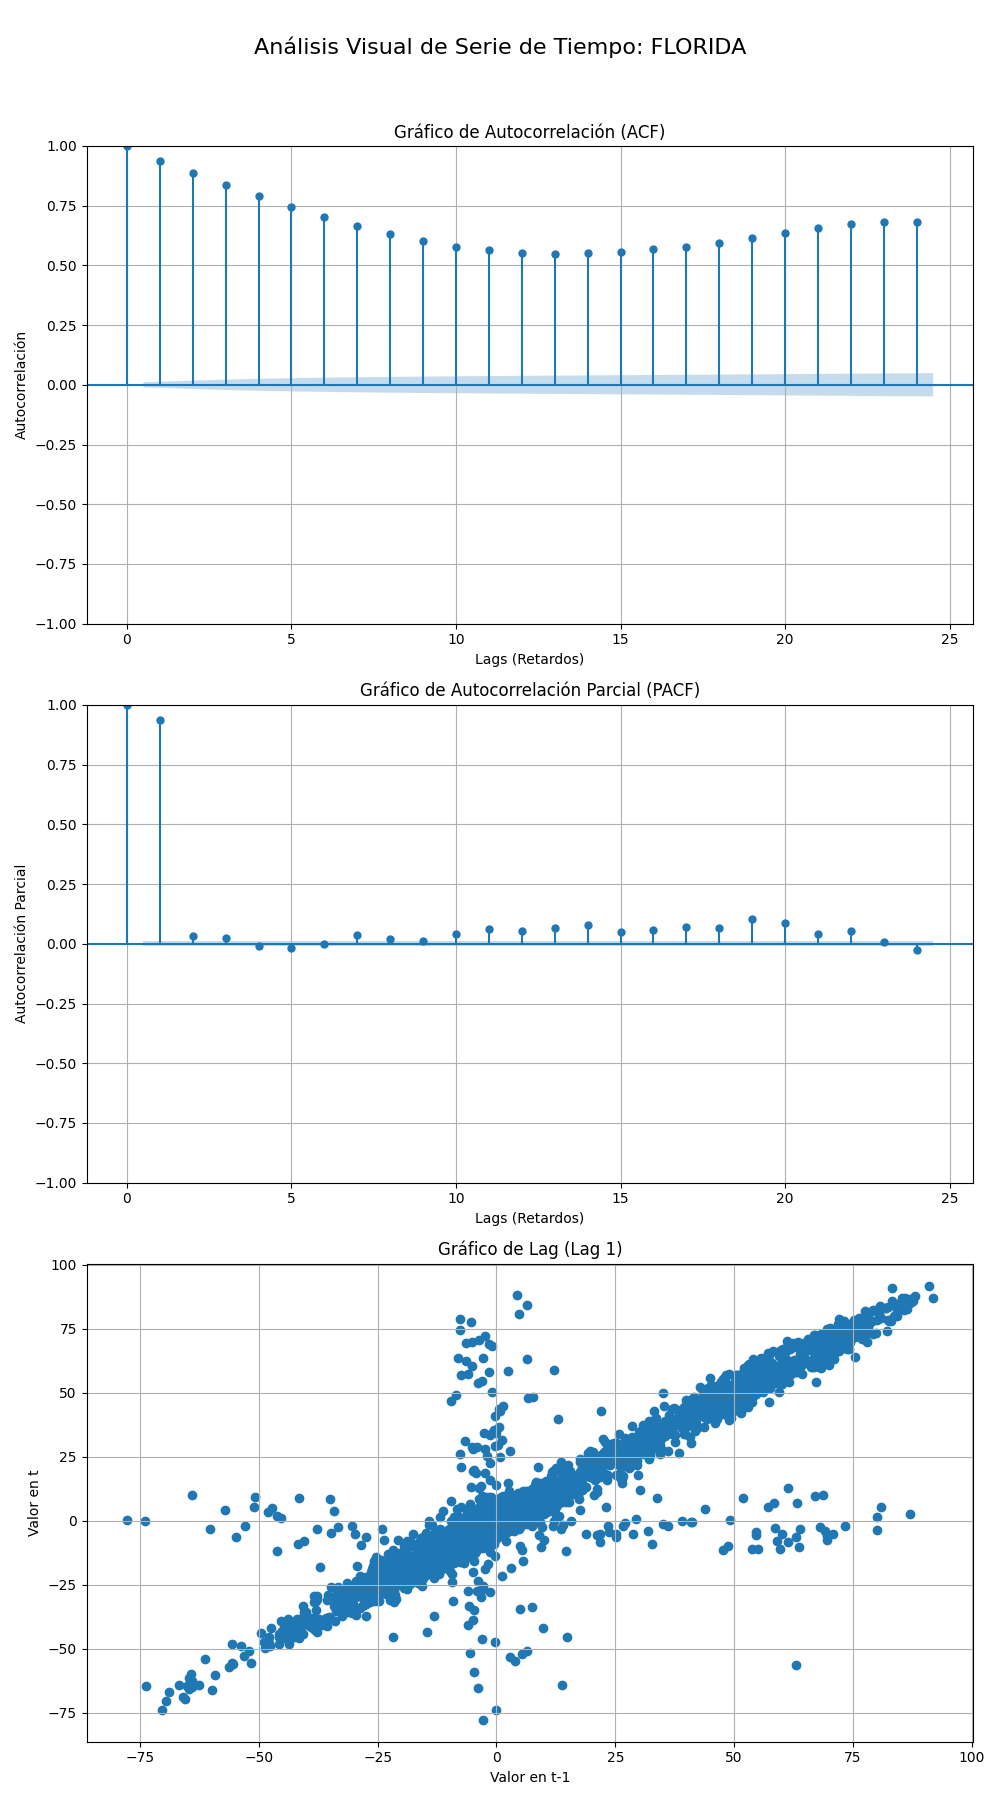 Análisis Visual de Serie de Tiempo: FLORIDA
Gráfico de Autocorrelación (ACF)
1.00
0.75
0.50
0.25
0.00
−0.25
−0.50
−0.75
−1.00
Autocorrelación
0 5 10 15 20 25
Lags (Retardos)
Gráfico de Autocorrelación Parcial (PACF)
1.00
0.75
0.50
0.25
0.00
−0.25
−0.50
−0.75
−1.00
Autocorrelación Parcial
0 5 10 15 20 25
Lags (Retardos)
Gráfico de Lag (Lag 1)
100
75
50
25
0
−25
−50
−75
Valor en t
−75 −50 −25 0 25 50 75 100
Valor en t-1